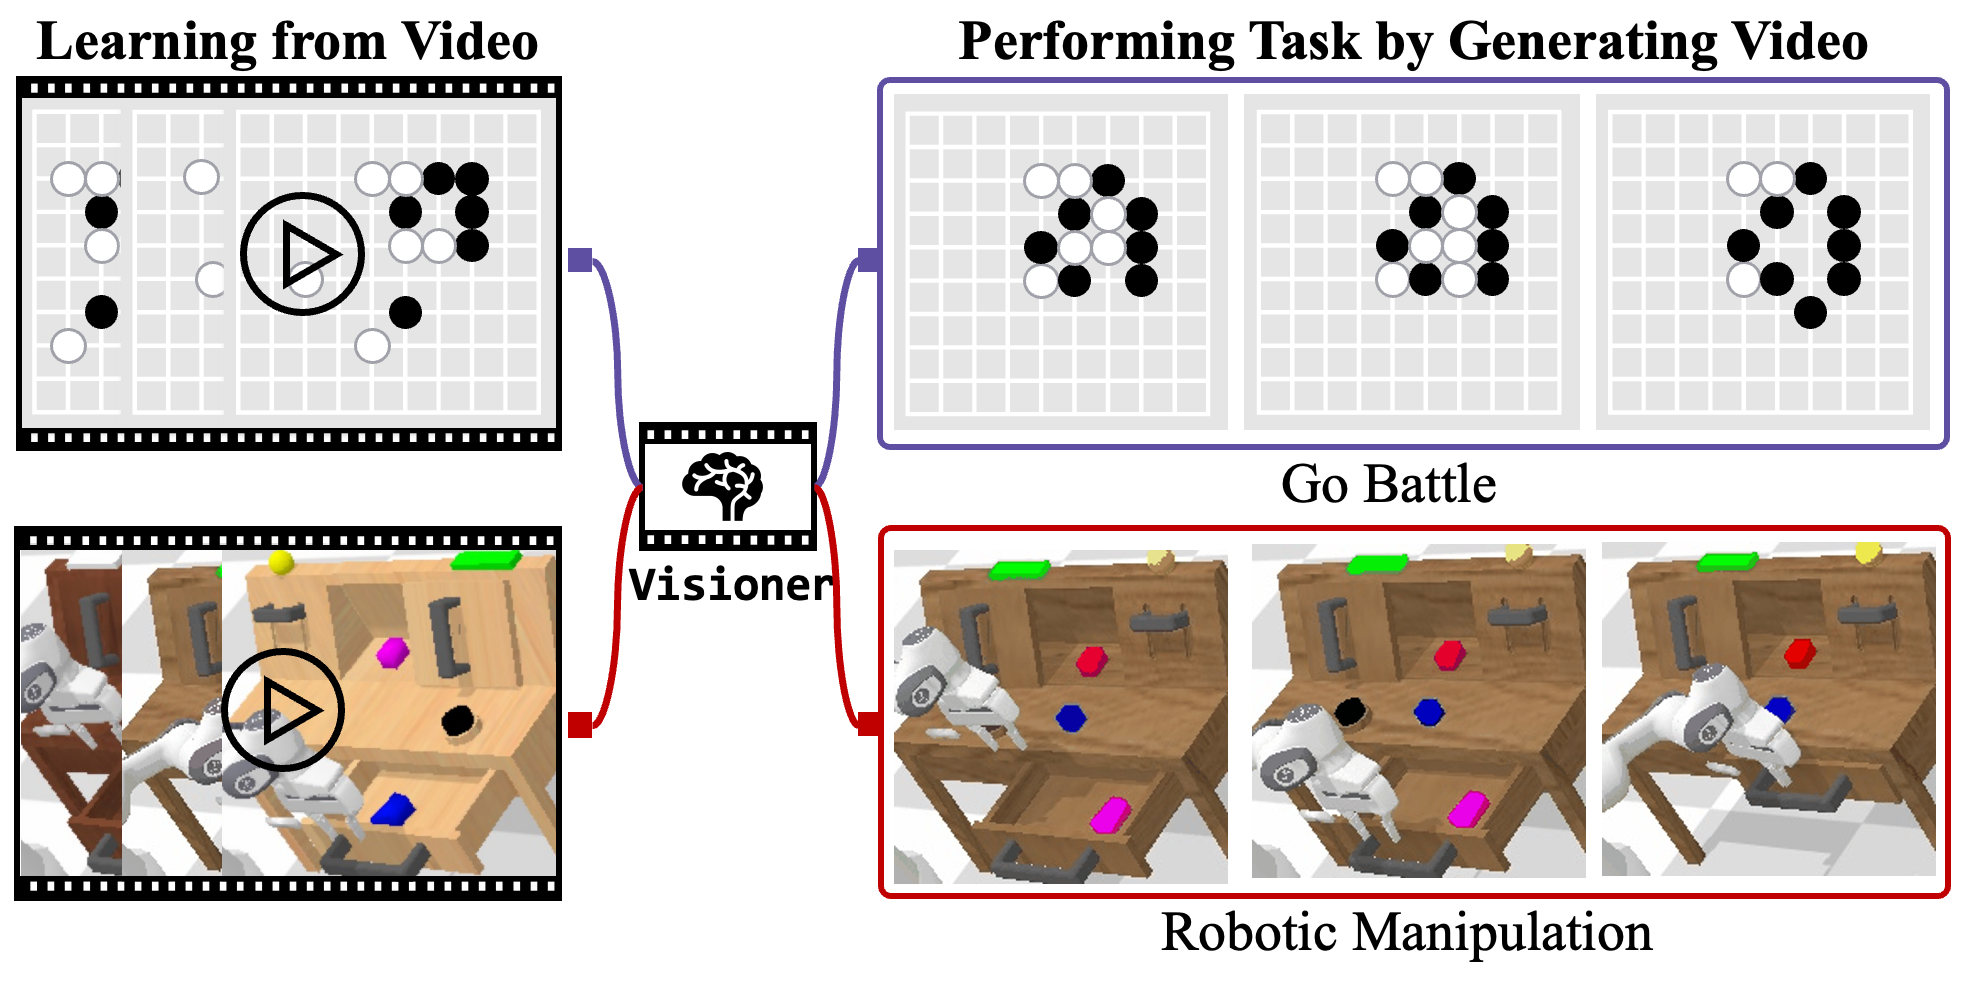 Learning from Video
Performing Task by Generating Video
Go Battle
Visioner
Robotic Manipulation